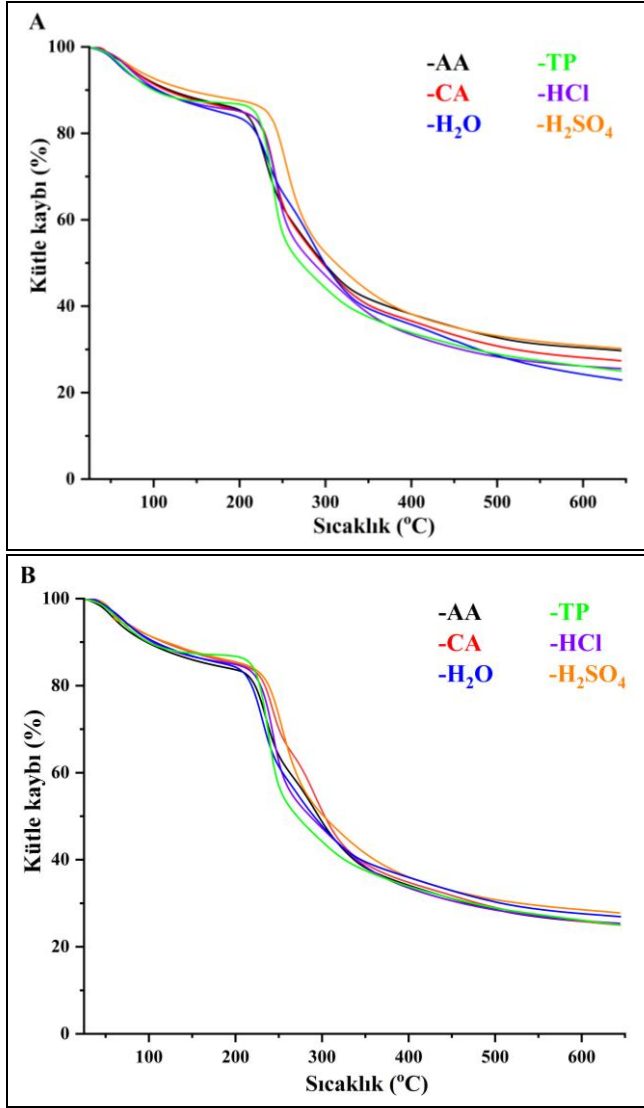 A
100
80
60
40
20
0
Kütle kaybı (%)
-AA -TP
-CA -HCl
-H₂O -H₂SO₄
100 200 300 400 500 600
Sıcaklık (°C)
B
100
80
60
40
20
0
Kütle kaybı (%)
-AA -TP
-CA -HCl
-H₂O -H₂SO₄
100 200 300 400 500 600
Sıcaklık (°C)